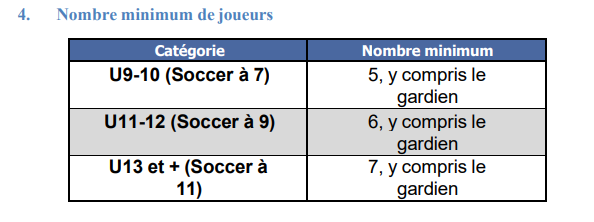 4. Nombre minimum de joueurs
Catégorie Nombre minimum
U9-10 (Soccer à 7) 5, y compris le
gardien
U11-12 (Soccer à 9) 6, y compris le
gardien
U13 et + (Soccer à 7, y compris le
11) gardien